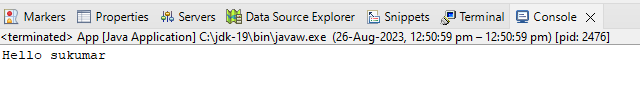 Markers Properties Servers Data Source Explorer Snippets Terminal Console
<terminated> App [Java Application] C:\jdk-19\bin\javaw.exe (26-Aug-2023, 12:50:59 pm – 12:50:59 pm) [pid: 2476]
Hello sukumar